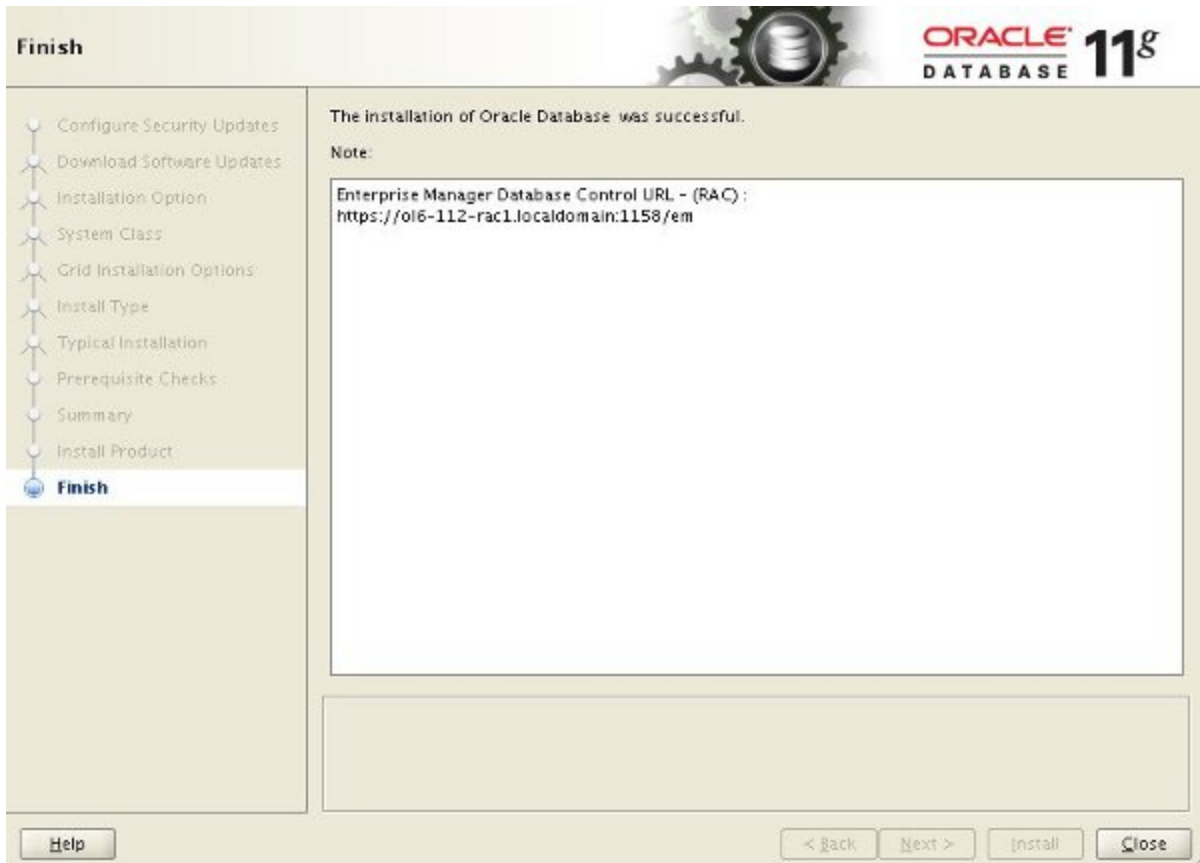 Finish
ORACLE
DATABASE 11g
Configure Security Updates
Download Software Updates
Installation Option
System Class
Grid Installation Options
Install Type
Typical Installation
Prerequisite Checks
Summary
Install Product
Finish
The installation of Oracle Database was successful.
Note:
Enterprise Manager Database Control URL - (RAC) :
https://ol6-112-rac1.localdomain:1158/em
Help
< Back
Next >
Install
Close